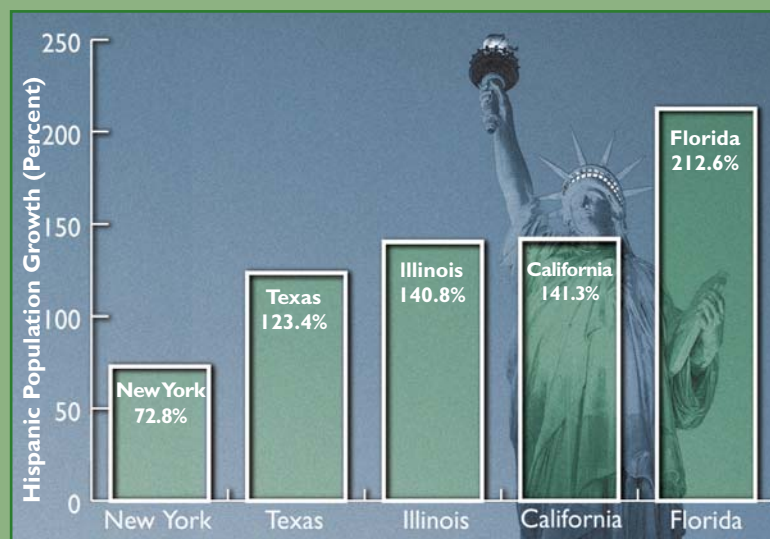 Hispanic Population Growth (Percent)
250
200
150
100
50
0
New York
72.8%
Texas
123.4%
Illinois
140.8%
California
141.3%
Florida
212.6%
New York
Texas
Illinois
California
Florida